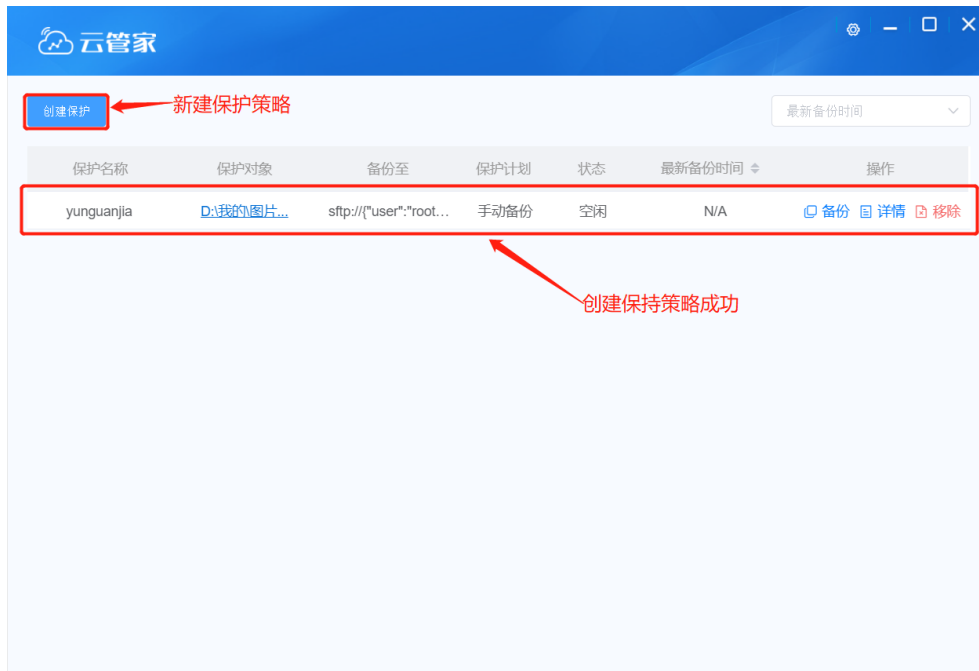 云管家
创建保护
新建保护策略
最新备份时间
保护名称 保护对象 备份至 保护计划 状态 最新备份时间 操作
yunguanjia D:\我的\图片... sftp://{"user":"root... 手动备份 空闲 N/A 备份 详情 移除
创建保持策略成功